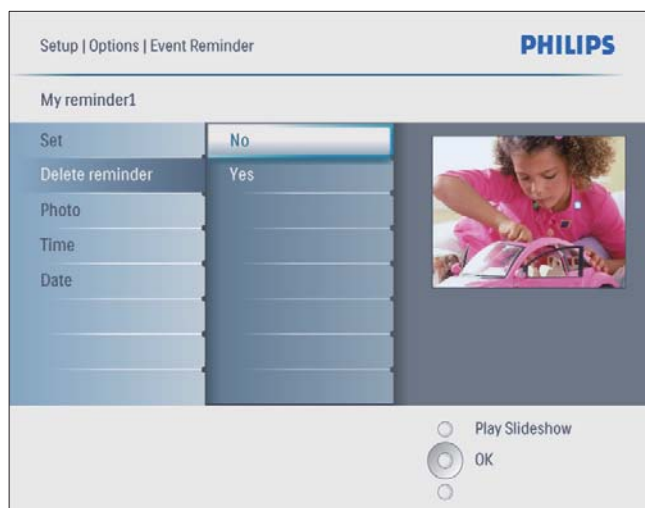 Setup | Options | Event Reminder
PHILIPS
My reminder1
Set
No
Delete reminder
Yes
Photo
Time
Date
Play Slideshow
OK